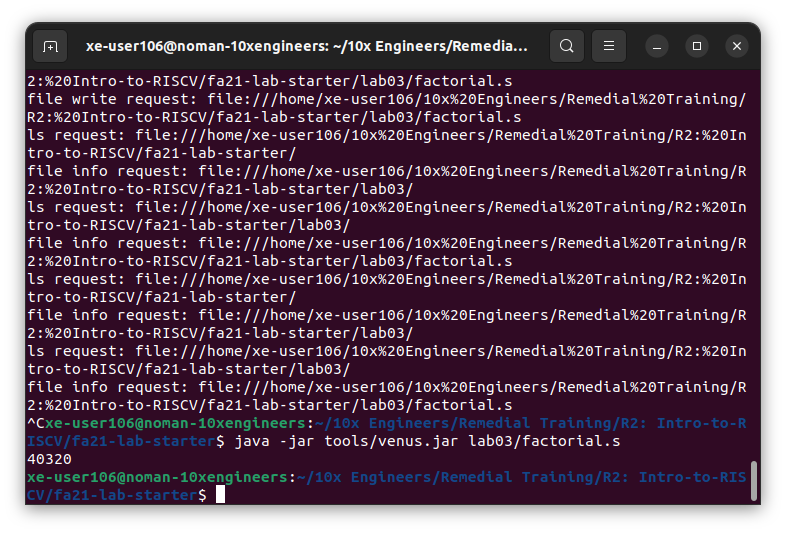 xe-user106@noman-10xengineers: ~/10x Engineers/Remedia...
2:%20Intro-to-RISCV/fa21-lab-starter/lab03/factorial.s
file write request: file:///home/xe-user106/10x%20Engineers/Remedial%20Training/
R2:%20Intro-to-RISCV/fa21-lab-starter/lab03/factorial.s
ls request: file:///home/xe-user106/10x%20Engineers/Remedial%20Training/R2:%20In
tro-to-RISCV/fa21-lab-starter/
file info request: file:///home/xe-user106/10x%20Engineers/Remedial%20Training/R
2:%20Intro-to-RISCV/fa21-lab-starter/lab03/
ls request: file:///home/xe-user106/10x%20Engineers/Remedial%20Training/R2:%20In
tro-to-RISCV/fa21-lab-starter/lab03/
file info request: file:///home/xe-user106/10x%20Engineers/Remedial%20Training/R
2:%20Intro-to-RISCV/fa21-lab-starter/lab03/factorial.s
ls request: file:///home/xe-user106/10x%20Engineers/Remedial%20Training/R2:%20In
tro-to-RISCV/fa21-lab-starter/
file info request: file:///home/xe-user106/10x%20Engineers/Remedial%20Training/R
2:%20Intro-to-RISCV/fa21-lab-starter/lab03/
ls request: file:///home/xe-user106/10x%20Engineers/Remedial%20Training/R2:%20In
tro-to-RISCV/fa21-lab-starter/lab03/
file info request: file:///home/xe-user106/10x%20Engineers/Remedial%20Training/R
2:%20Intro-to-RISCV/fa21-lab-starter/lab03/factorial.s
^Cxe-user106@noman-10xengineers:~/10x Engineers/Remedial Training/R2: Intro-to-R
ISCV/fa21-lab-starter$ java -jar tools/venus.jar lab03/factorial.s
40320
xe-user106@noman-10xengineers:~/10x Engineers/Remedial Training/R2: Intro-to-RIS
CV/fa21-lab-starter$